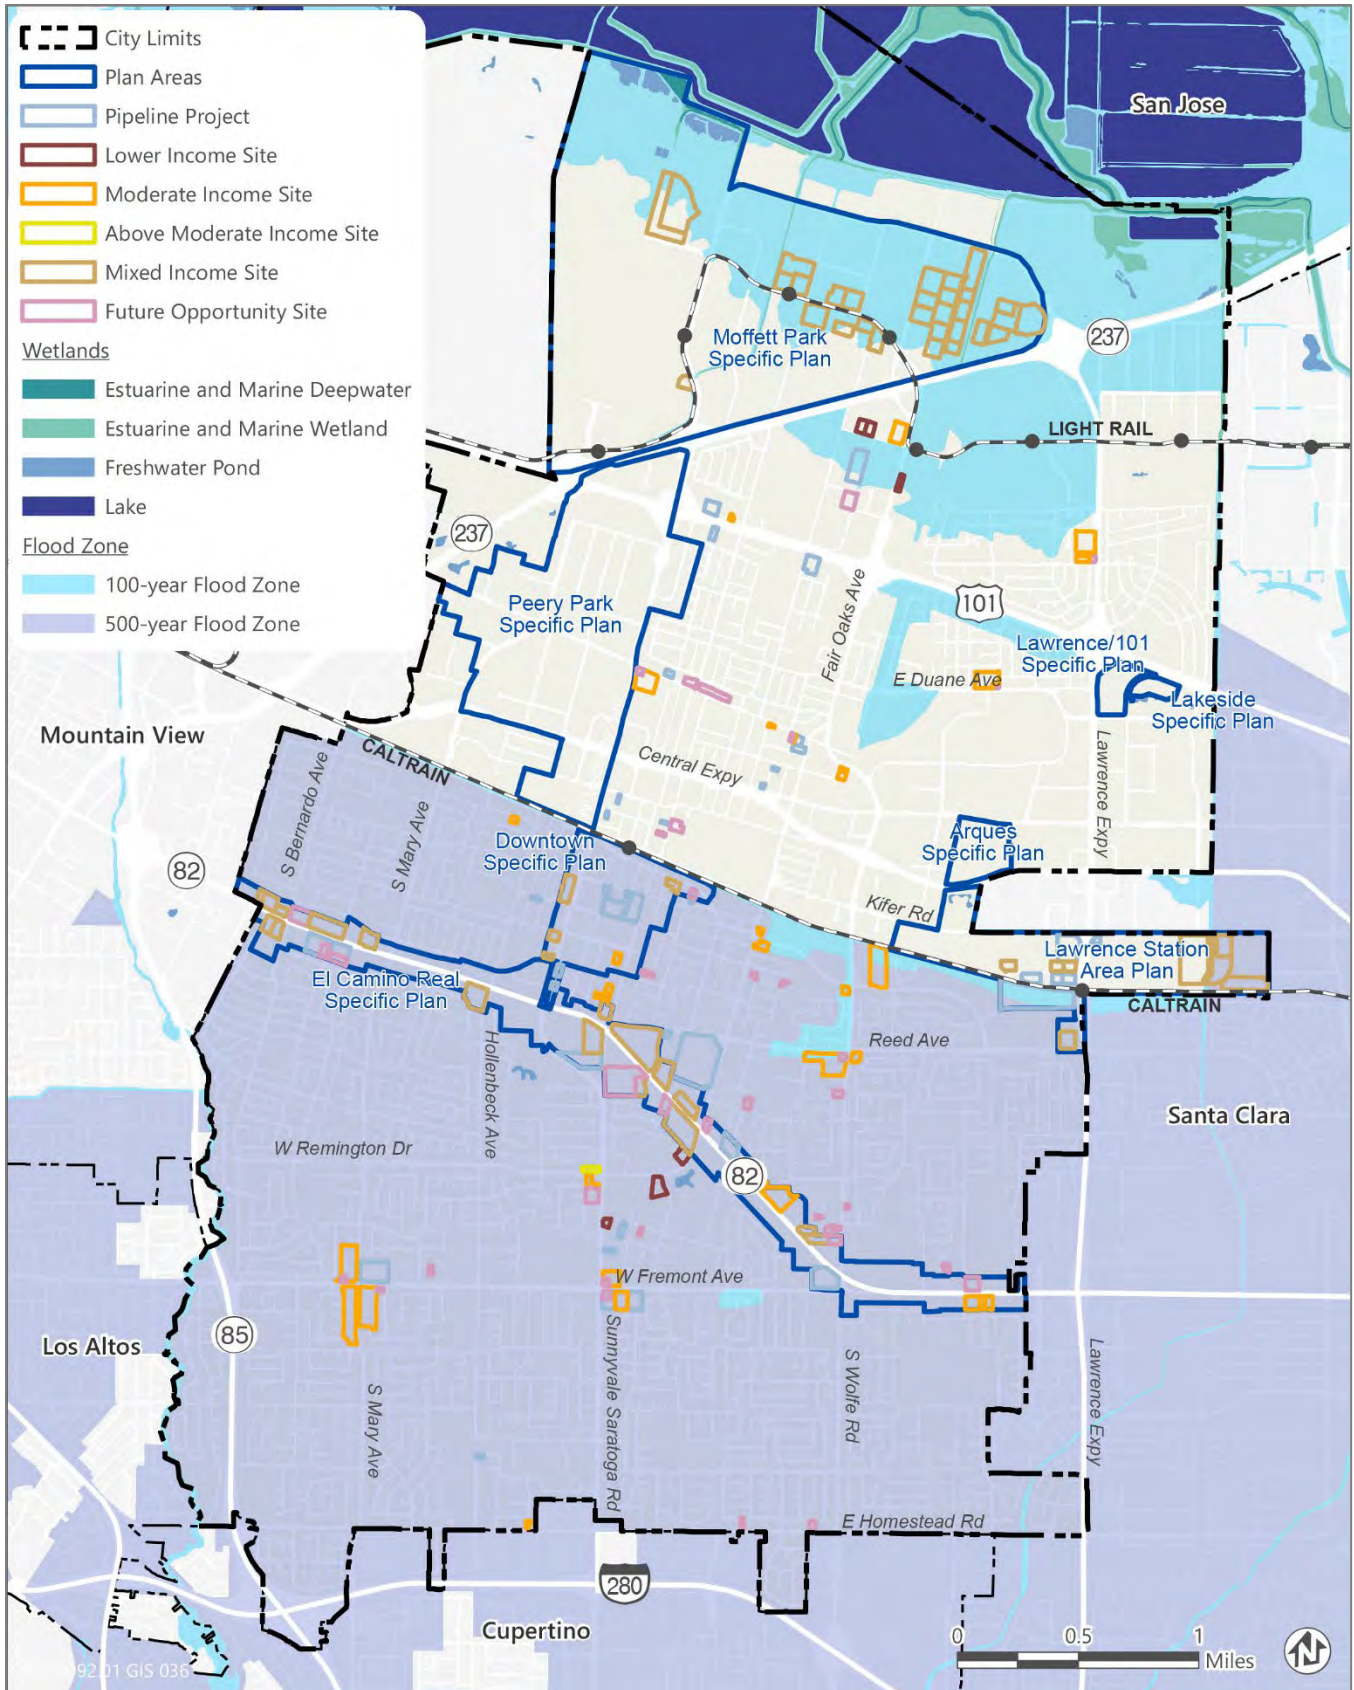 City Limits
Plan Areas
Pipeline Project
Lower Income Site
Moderate Income Site
Above Moderate Income Site
Mixed Income Site
Future Opportunity Site
Wetlands
Estuarine and Marine Deepwater
Estuarine and Marine Wetland
Freshwater Pond
Lake
Flood Zone
100-year Flood Zone
500-year Flood Zone
San Jose
237
Moffett Park
Specific Plan
LIGHT RAIL
237
Peery Park
Specific Plan
Fair Oaks Ave
101
Lawrence/101
Specific Plan
E Duane Ave
Lakeside
Specific Plan
Mountain View
CALTRAIN
Central Expy
Lawrence Expy
S Bernardo Ave
S Mary Ave
Downtown
Specific Plan
Arques
Specific Plan
82
Kifer Rd
Lawrence Station
Area Plan
El Camino Real
Specific Plan
CALTRAIN
Hollenbeck Ave
Reed Ave
Santa Clara
W Remington Dr
82
W Fremont Ave
85
Los Altos
Sunnyvale Saratoga Rd
S Wolfe Rd
Lawrence Expy
S Mary Ave
E Homestead Rd
280
Cupertino
0 0.5 1
Miles
N
92.01 GIS 036